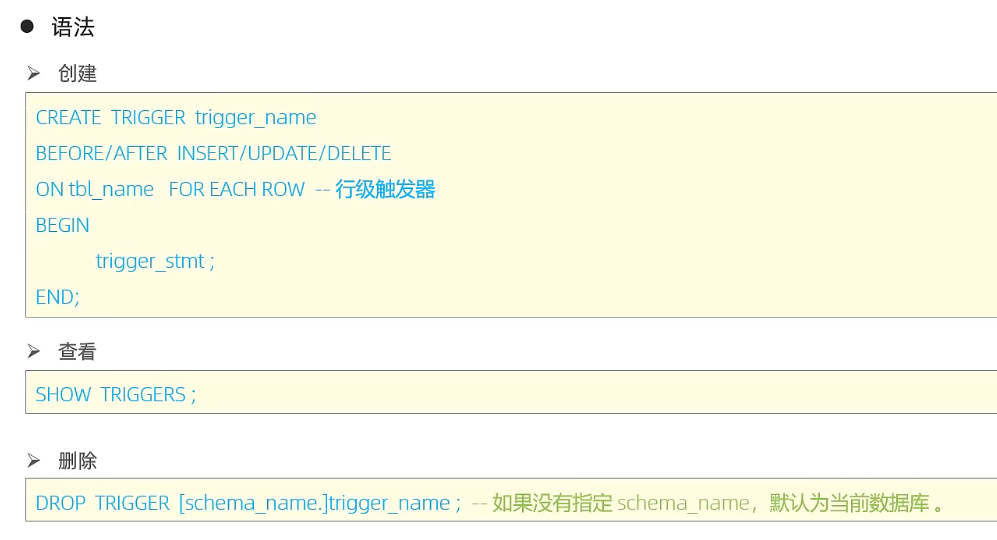 语法
创建
CREATE TRIGGER trigger_name
BEFORE/AFTER INSERT/UPDATE/DELETE
ON tbl_name FOR EACH ROW -- 行级触发器
BEGIN
trigger_stmt ;
END;
查看
SHOW TRIGGERS ;
删除
DROP TRIGGER [schema_name.]trigger_name ; -- 如果没有指定 schema_name，默认为当前数据库 。